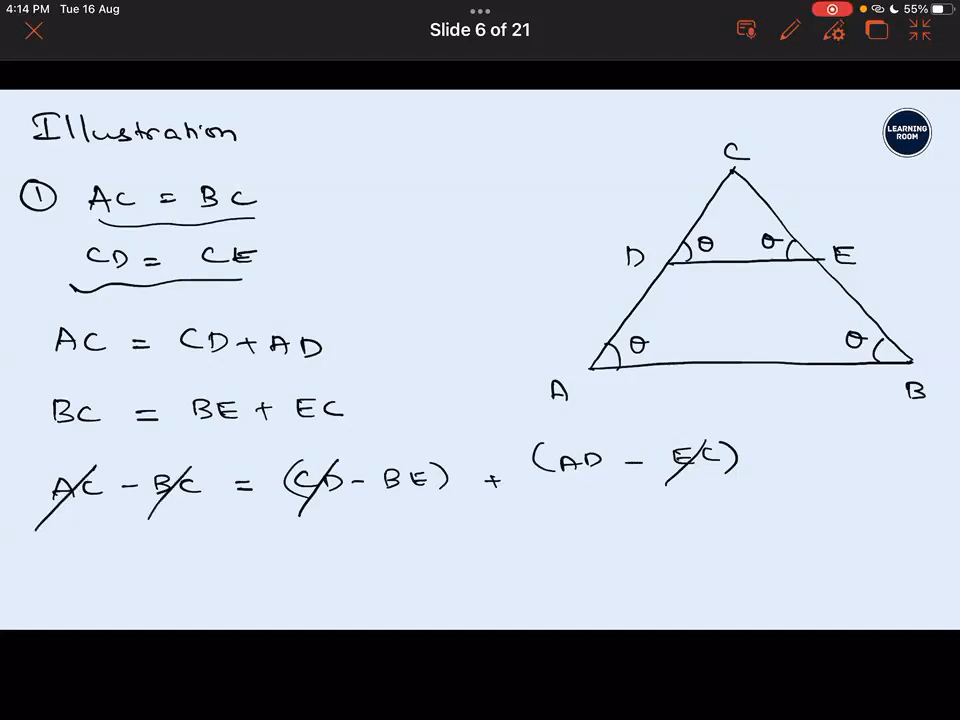 4:14 PM Tue 16 Aug
55%
Slide 6 of 21
Illustration
LEARNING
ROOM
① AC = BC
CD = CE
AC = CD + AD
BC = BE + EC
AC - BC = (CD - BE) + (AD - EC)
C
D θ θ E
θ θ
A B